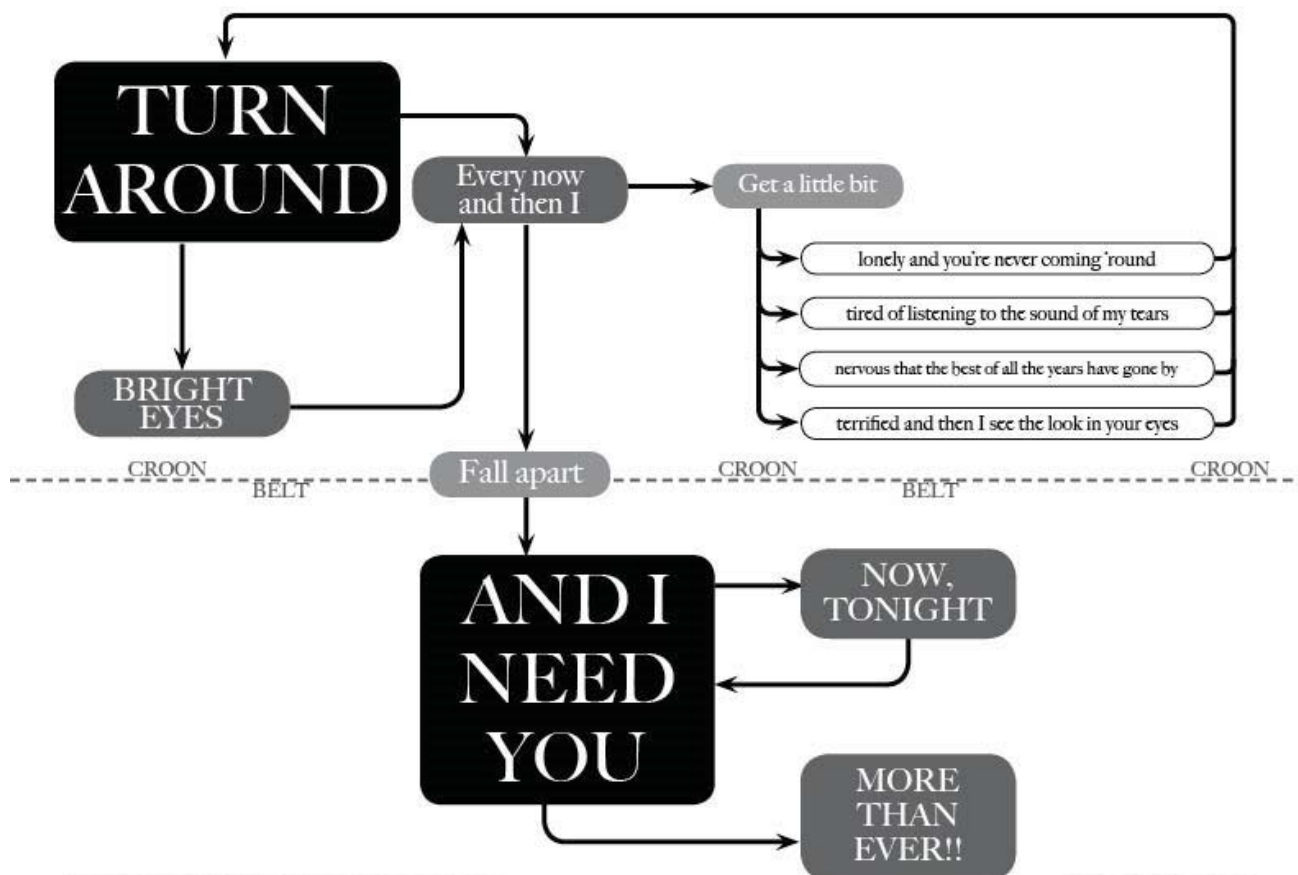 TURN
AROUND
Every now
and then I
Get a little bit
lonely and you're never coming 'round
tired of listening to the sound of my tears
nervous that the best of all the years have gone by
terrified and then I see the look in your eyes
BRIGHT
EYES
CROON
BELT
Fall apart
CROON
BELT
CROON
AND I
NEED
YOU
NOW,
TONIGHT
MORE
THAN
EVER!!